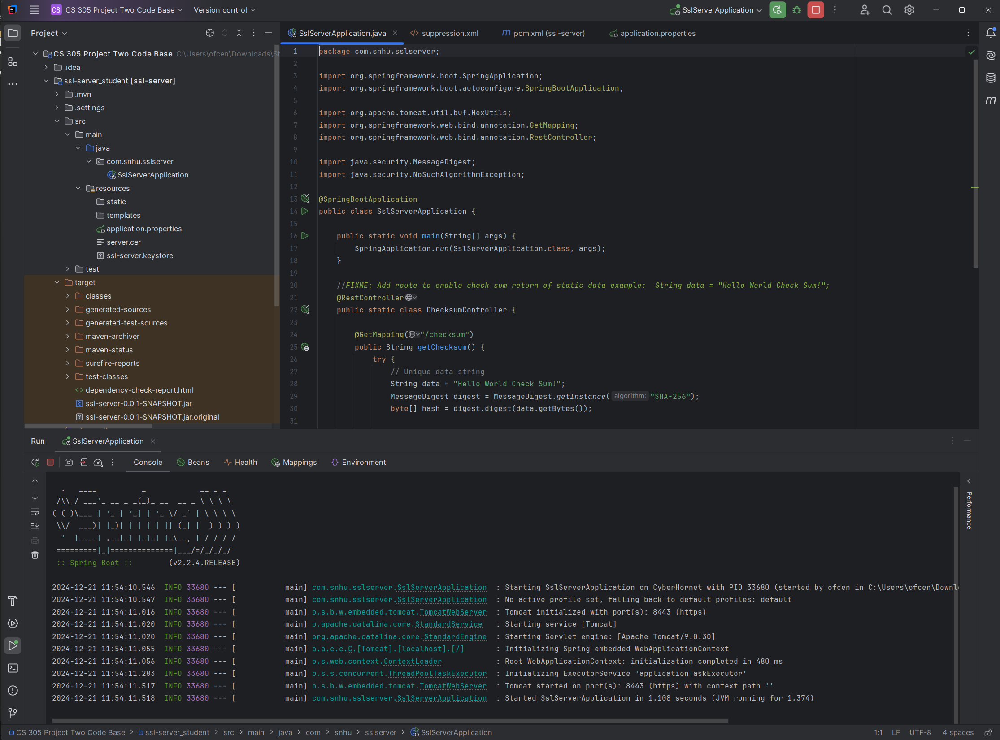 CS CS 305 Project Two Code Base Version control SslServerApplication
Project
CS 305 Project Two Code Base C:\Users\ofcen\Downloads\SN
.idea
ssl-server_student [ssl-server]
.mvn
.settings
src
main
java
com.snhu.sslserver
SslServerApplication
resources
static
templates
application.properties
server.cer
ssl-server.keystore
test
target
classes
generated-sources
generated-test-sources
maven-archiver
maven-status
surefire-reports
test-classes
dependency-check-report.html
ssl-server-0.0.1-SNAPSHOT.jar
ssl-server-0.0.1-SNAPSHOT.jar.original
SslServerApplication.java suppression.xml pom.xml (ssl-server) application.properties
1 package com.snhu.sslserver;
2
3 import org.springframework.boot.SpringApplication;
4 import org.springframework.boot.autoconfigure.SpringBootApplication;
5
6 import org.apache.tomcat.util.buf.HexUtils;
7 import org.springframework.web.bind.annotation.GetMapping;
8 import org.springframework.web.bind.annotation.RestController;
9
10 import java.security.MessageDigest;
11 import java.security.NoSuchAlgorithmException;
12
13 @SpringBootApplication
14 public class SslServerApplication {
15
16 public static void main(String[] args) {
17 SpringApplication.run(SslServerApplication.class, args);
18 }
19
20 //FIXME: Add route to enable check sum return of static data example:  String data = "Hello World Check Sum!";
21 @RestController
22 public static class ChecksumController {
23
24 @GetMapping("/checksum")
25 public String getChecksum() {
26 try {
27 // Unique data string
28 String data = "Hello World Check Sum!";
29 MessageDigest digest = MessageDigest.getInstance( algorithm: "SHA-256");
30 byte[] hash = digest.digest(data.getBytes());
31
Run SslServerApplication
Console Beans Health Mappings Environment
  .   ____          _            __ _ _
 /\\ / ___'_ __ _ _(_)_ __  __ _ \ \ \ \
( ( )\___ | '_ | '_| | '_ \/ _` | \ \ \ \
 \\/  ___)| |_)| | | | | || (_| |  ) ) ) )
  '  |____| .__|_| |_|_| |_\__, | / / / /
 =========|_|==============|___/=/_/_/_/
 :: Spring Boot ::        (v2.2.4.RELEASE)
2024-12-21 11:54:10.546  INFO 33680 --- [           main] com.snhu.sslserver.SslServerApplication  : Starting SslServerApplication on CyberHornet with PID 33680 (started by ofcen in C:\Users\ofcen\Downl
2024-12-21 11:54:10.547  INFO 33680 --- [           main] com.snhu.sslserver.SslServerApplication  : No active profile set, falling back to default profiles: default
2024-12-21 11:54:11.016  INFO 33680 --- [           main] o.s.b.w.embedded.tomcat.TomcatWebServer  : Tomcat initialized with port(s): 8443 (https)
2024-12-21 11:54:11.020  INFO 33680 --- [           main] o.apache.catalina.core.StandardService   : Starting service [Tomcat]
2024-12-21 11:54:11.020  INFO 33680 --- [           main] org.apache.catalina.core.StandardEngine  : Starting Servlet engine: [Apache Tomcat/9.0.30]
2024-12-21 11:54:11.055  INFO 33680 --- [           main] o.a.c.c.C.[Tomcat].[localhost].[/]       : Initializing Spring embedded WebApplicationContext
2024-12-21 11:54:11.056  INFO 33680 --- [           main] o.s.web.context.ContextLoader            : Root WebApplicationContext: initialization completed in 480 ms
2024-12-21 11:54:11.283  INFO 33680 --- [           main] o.s.s.concurrent.ThreadPoolTaskExecutor  : Initializing ExecutorService 'applicationTaskExecutor'
2024-12-21 11:54:11.517  INFO 33680 --- [           main] o.s.b.w.embedded.tomcat.TomcatWebServer  : Tomcat started on port(s): 8443 (https) with context path ''
2024-12-21 11:54:11.518  INFO 33680 --- [           main] com.snhu.sslserver.SslServerApplication  : Started SslServerApplication in 1.108 seconds (JVM running for 1.374)
Performance
CS 305 Project Two Code Base > ssl-server_student > src > main > java > com > snhu > sslserver > SslServerApplication 1:1 LF UTF-8 4 spaces